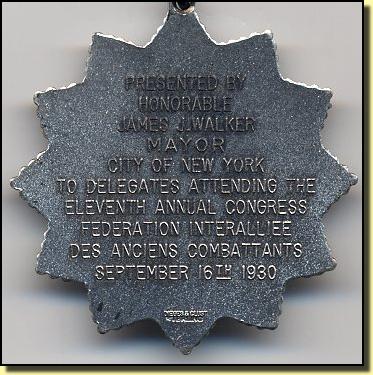 PRESENTED BY
HONORABLE
JAMES J.WALKER
MAYOR
CITY OF NEW YORK
TO DELEGATES ATTENDING THE
ELEVENTH ANNUAL CONGRESS
FEDERATION INTERALLIEE
DES ANCIENS COMBATTANTS
SEPTEMBER 16TH 1930